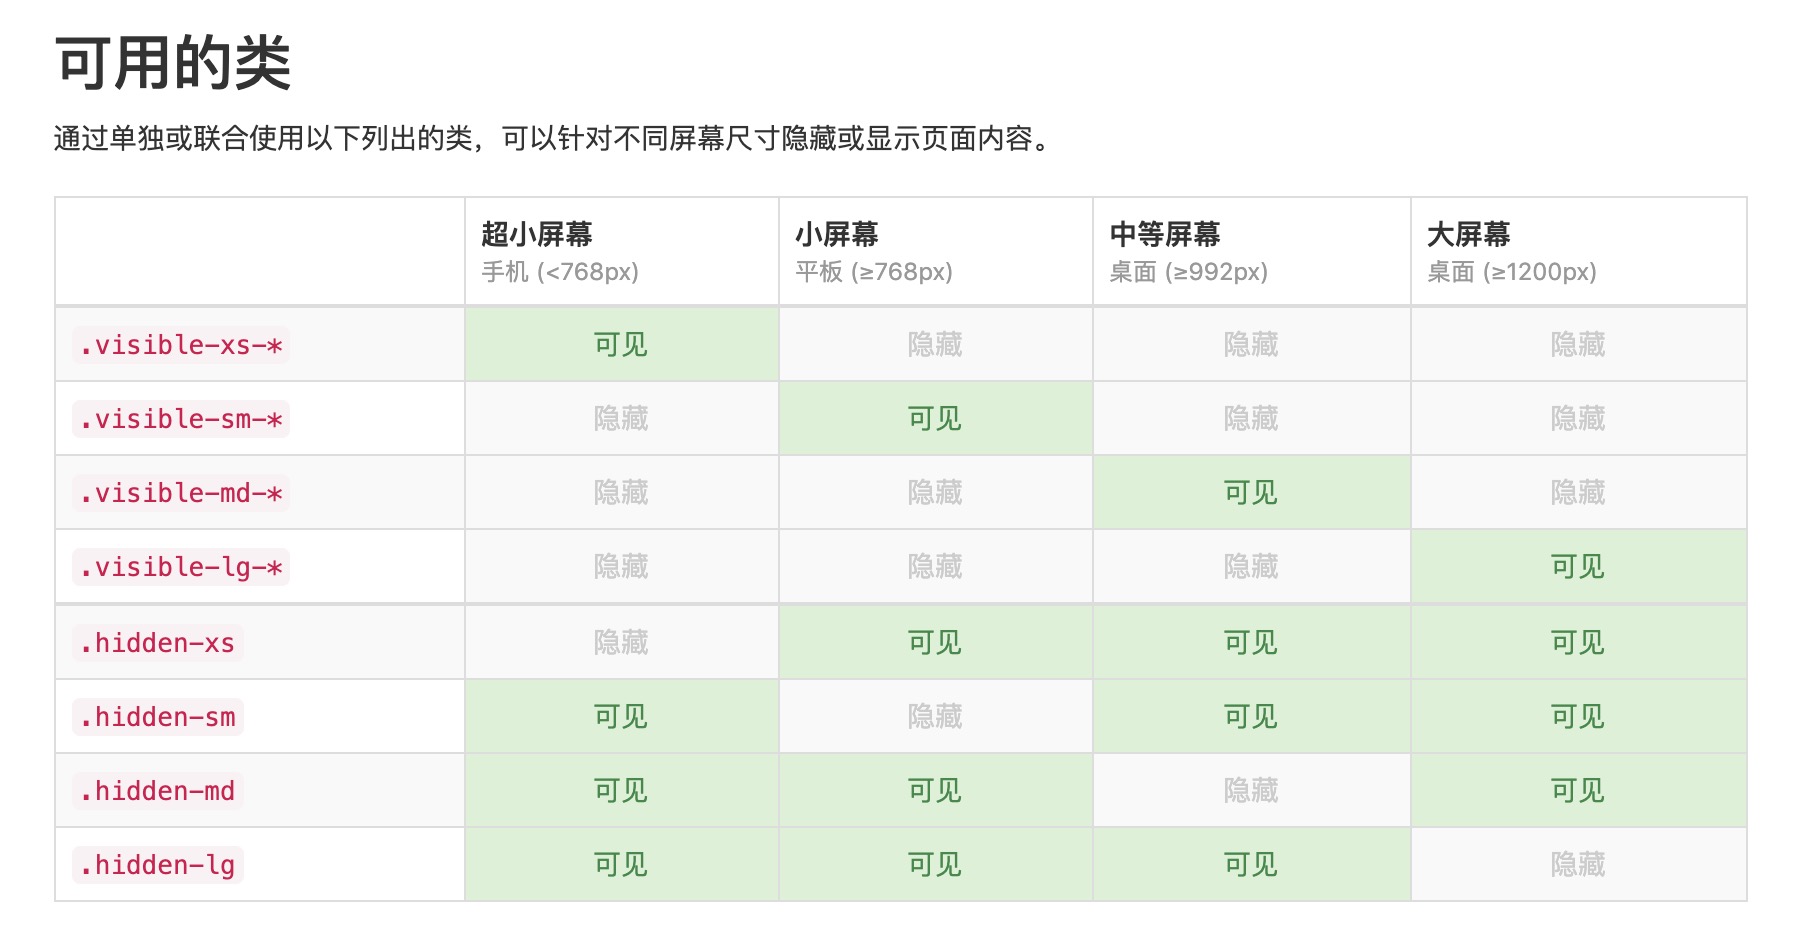 可用的类
通过单独或联合使用以下列出的类，可以针对不同屏幕尺寸隐藏或显示页面内容。
超小屏幕 小屏幕 中等屏幕 大屏幕
手机 (<768px) 平板 (≥768px) 桌面 (≥992px) 桌面 (≥1200px)
.visible-xs-* 可见 隐藏 隐藏 隐藏
.visible-sm-* 隐藏 可见 隐藏 隐藏
.visible-md-* 隐藏 隐藏 可见 隐藏
.visible-lg-* 隐藏 隐藏 隐藏 可见
.hidden-xs 隐藏 可见 可见 可见
.hidden-sm 可见 隐藏 可见 可见
.hidden-md 可见 可见 隐藏 可见
.hidden-lg 可见 可见 可见 隐藏